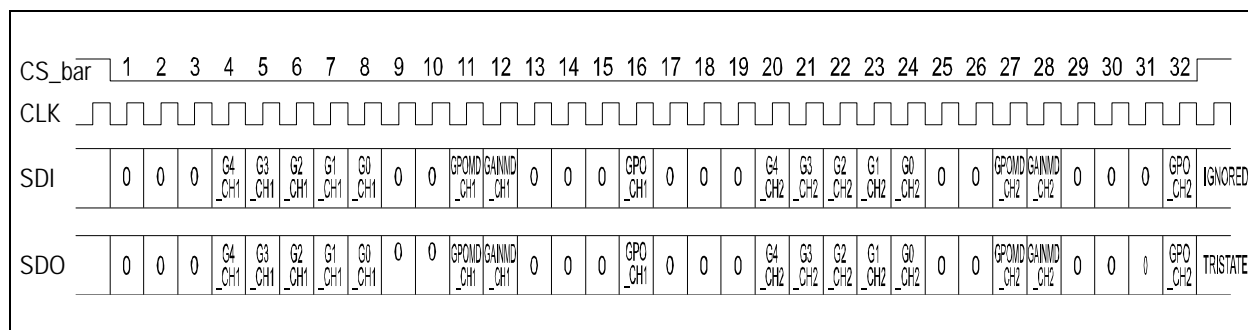 CS_bar 1 2 3 4 5 6 7 8 9 10 11 12 13 14 15 16 17 18 19 20 21 22 23 24 25 26 27 28 29 30 31 32
CLK
SDI 0 0 0 G4_CH1 G3_CH1 G2_CH1 G1_CH1 G0_CH1 0 0 GPOMD_CH1 GAINMD_CH1 0 0 0 GPO_CH1 0 0 0 G4_CH2 G3_CH2 G2_CH2 G1_CH2 G0_CH2 0 0 GPOMD_CH2 GAINMD_CH2 0 0 0 GPO_CH2 IGNORED
SDO 0 0 0 G4_CH1 G3_CH1 G2_CH1 G1_CH1 G0_CH1 0 0 GPOMD_CH1 GAINMD_CH1 0 0 0 GPO_CH1 0 0 0 G4_CH2 G3_CH2 G2_CH2 G1_CH2 G0_CH2 0 0 GPOMD_CH2 GAINMD_CH2 0 0 0 GPO_CH2 TRISTATE